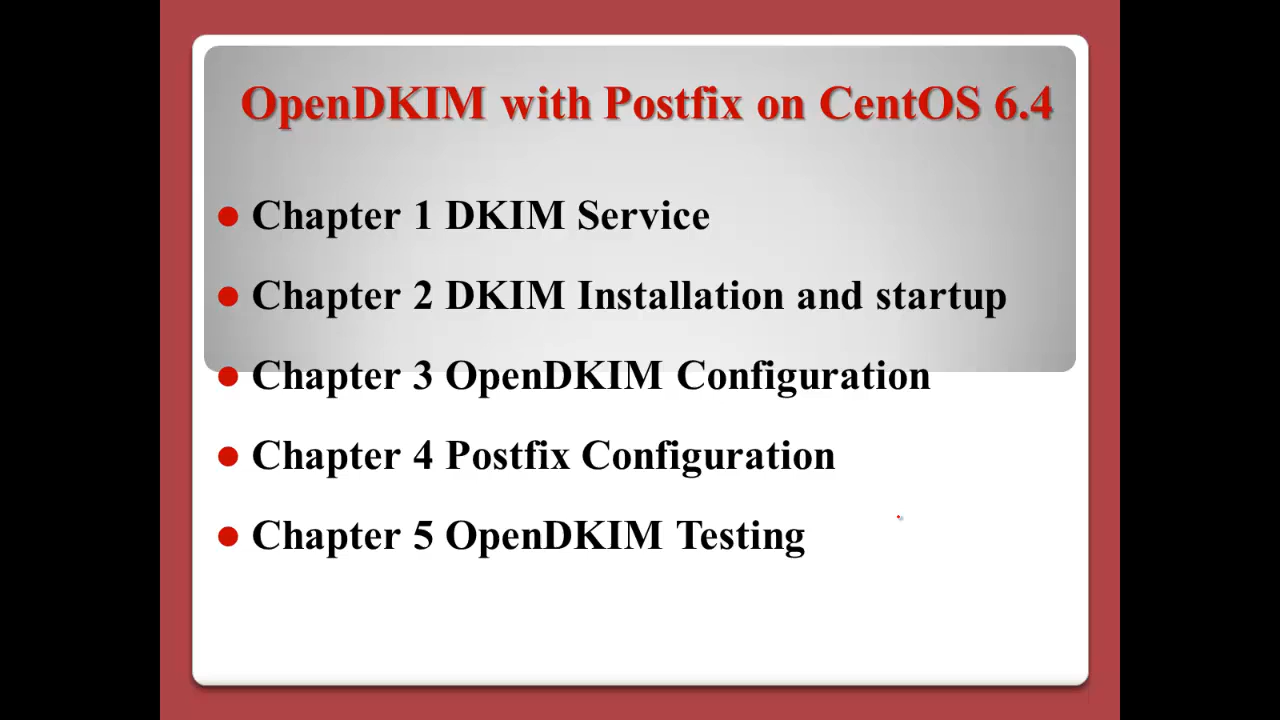 OpenDKIM with Postfix on CentOS 6.4
Chapter 1 DKIM Service
Chapter 2 DKIM Installation and startup
Chapter 3 OpenDKIM Configuration
Chapter 4 Postfix Configuration
Chapter 5 OpenDKIM Testing